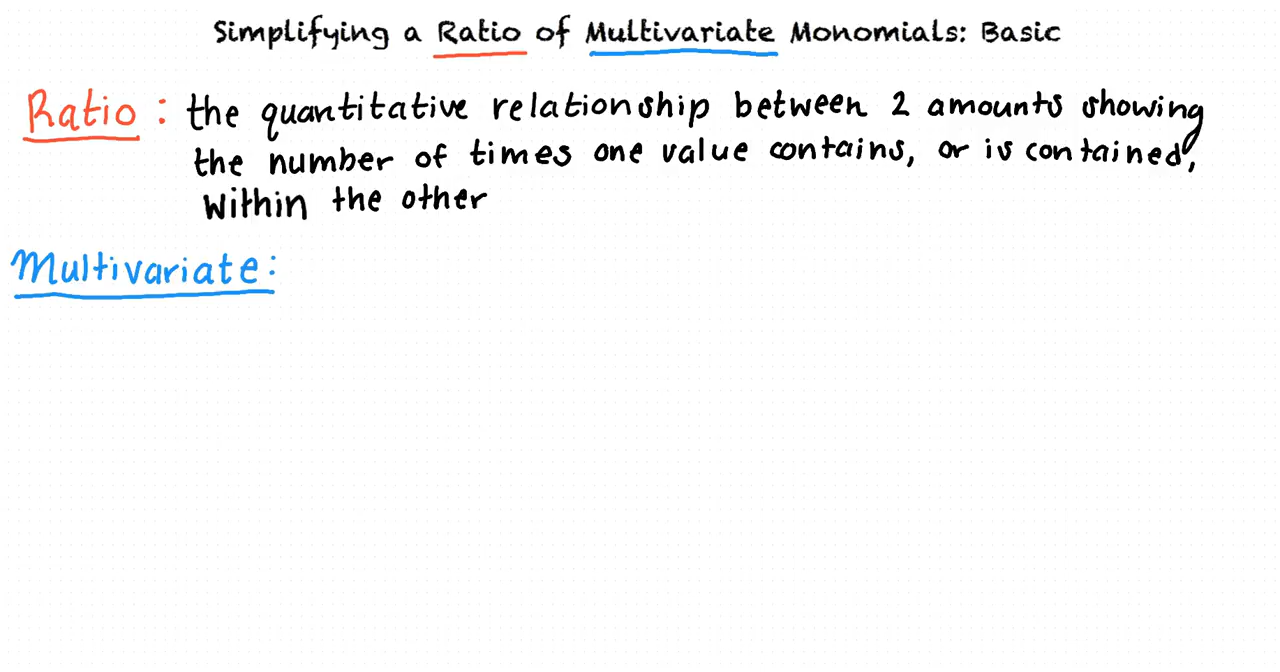 Simplifying a Ratio of Multivariate Monomials: Basic
Ratio: the quantitative relationship between 2 amounts showing
the number of times one value contains, or is contained,
within the other
Multivariate: